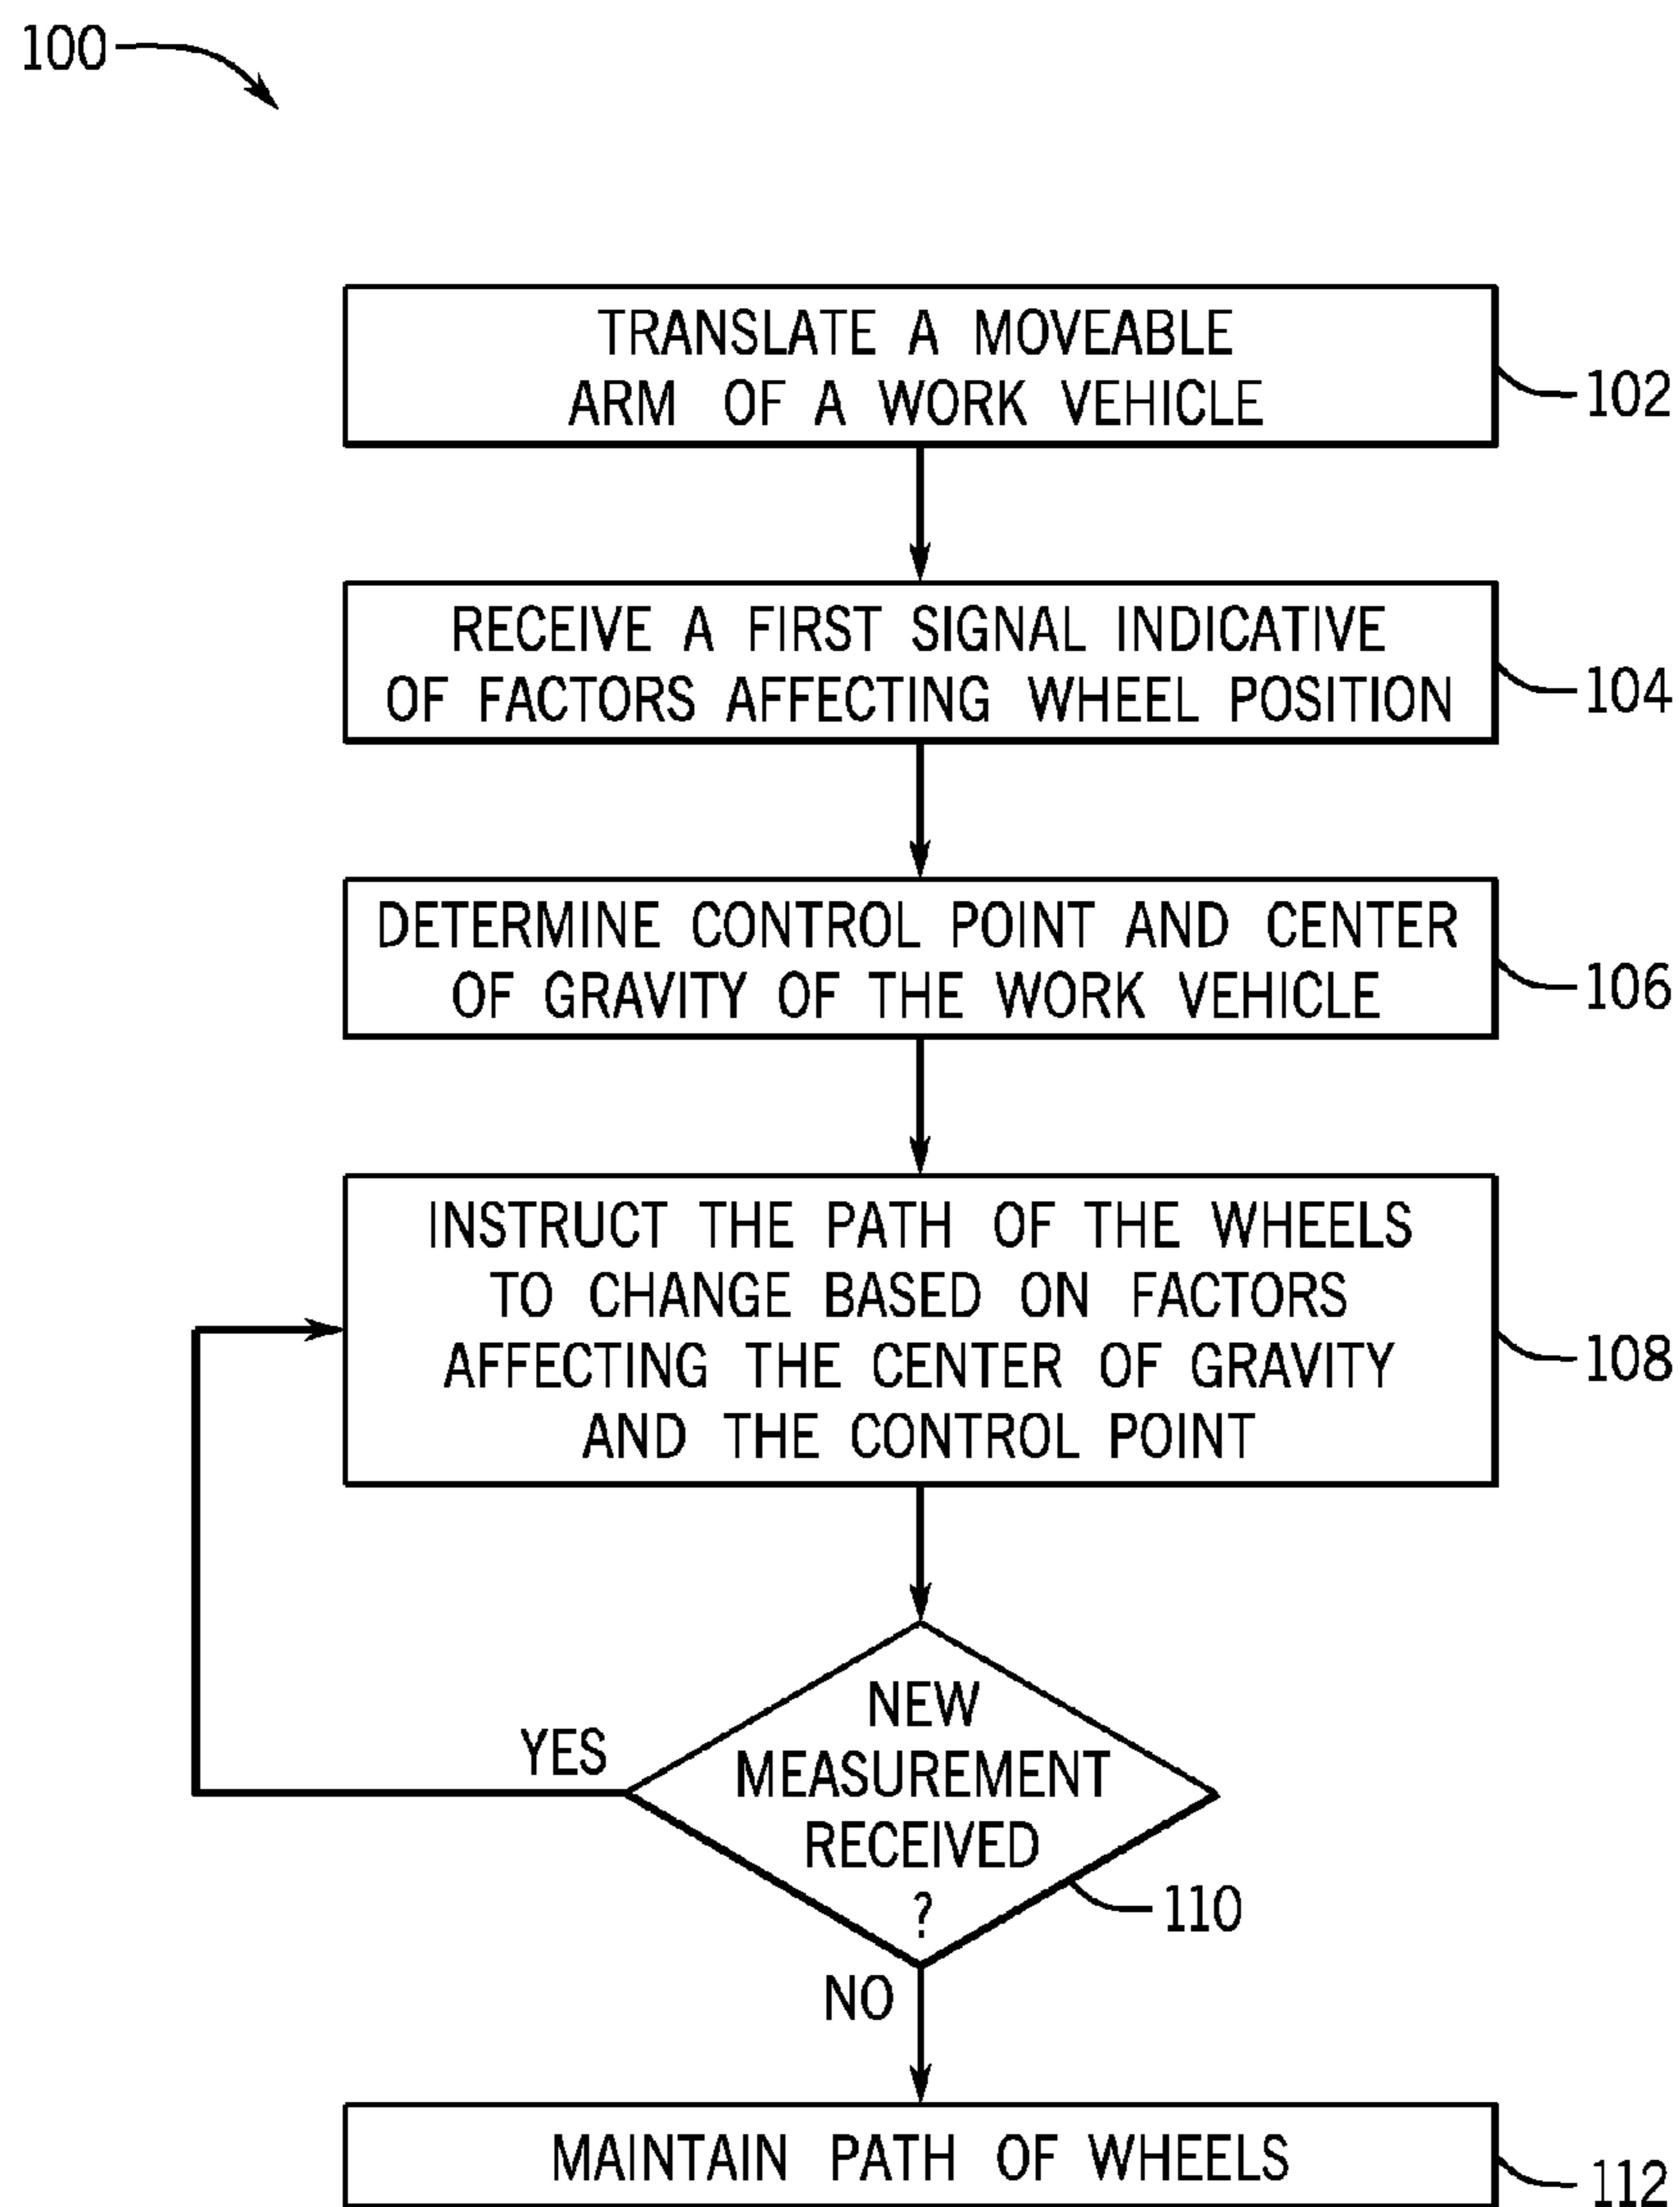 100
TRANSLATE A MOVEABLE
ARM OF A WORK VEHICLE
102
RECEIVE A FIRST SIGNAL INDICATIVE
OF FACTORS AFFECTING WHEEL POSITION
104
DETERMINE CONTROL POINT AND CENTER
OF GRAVITY OF THE WORK VEHICLE
106
INSTRUCT THE PATH OF THE WHEELS
TO CHANGE BASED ON FACTORS
AFFECTING THE CENTER OF GRAVITY
AND THE CONTROL POINT
108
YES
NEW
MEASUREMENT
RECEIVED
?
110
NO
MAINTAIN PATH OF WHEELS
112